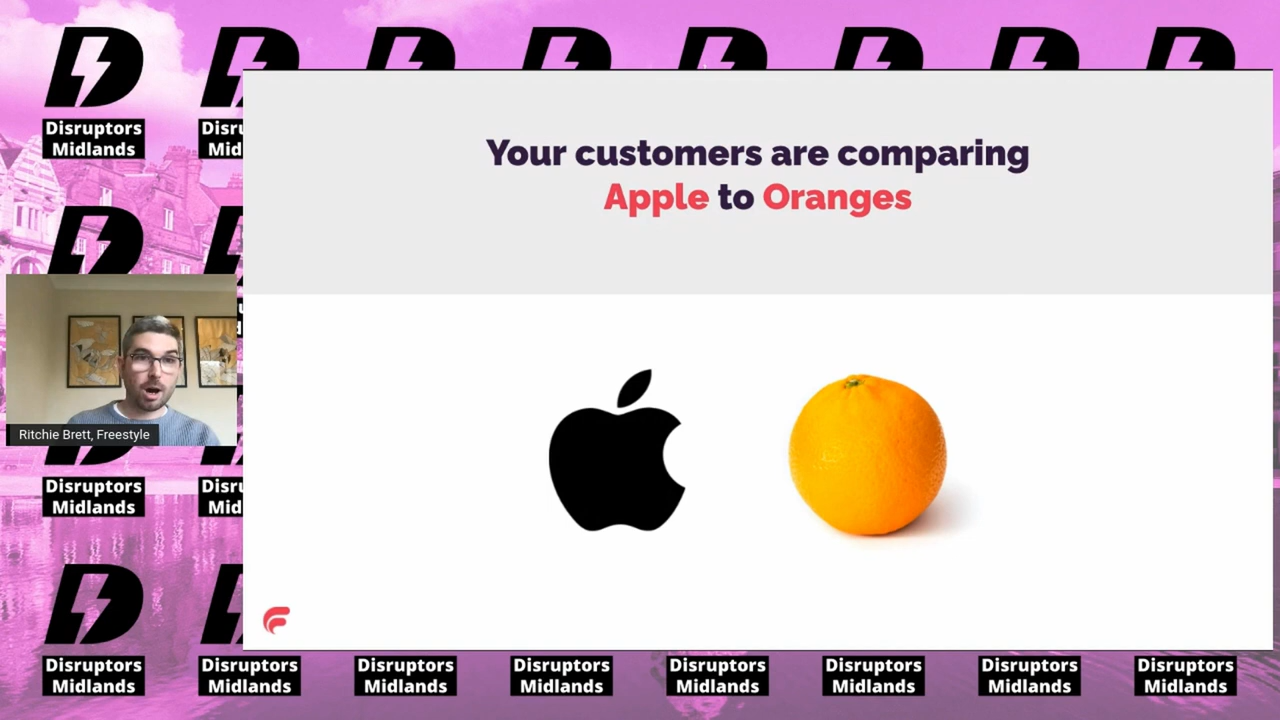 Disruptors
Midlands
Disru
Mid
Your customers are comparing
Apple to Oranges
Ritchie Brett, Freestyle
Disruptors
Midlands
Disru
Mid
Disruptors
Midlands
Disruptors
Midlands
Disruptors
Midlands
Disruptors
Midlands
Disruptors
Midlands
Disruptors
Midlands
Disruptors
Midlands
Disruptors
Midlands